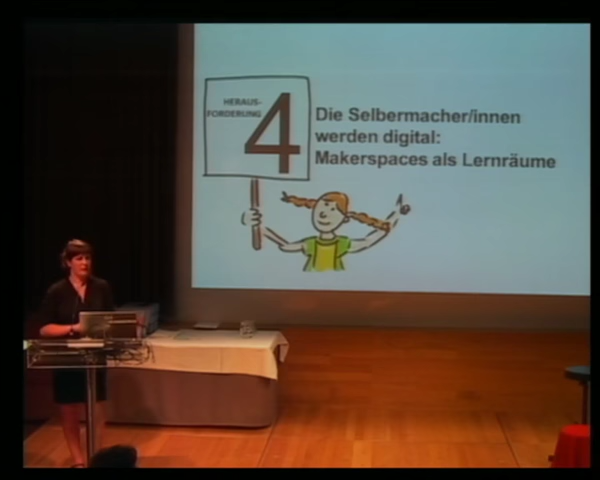 HERAUS-
FORDERUNG
4
Die Selbermacher/innen
werden digital:
Makerspaces als Lernräume